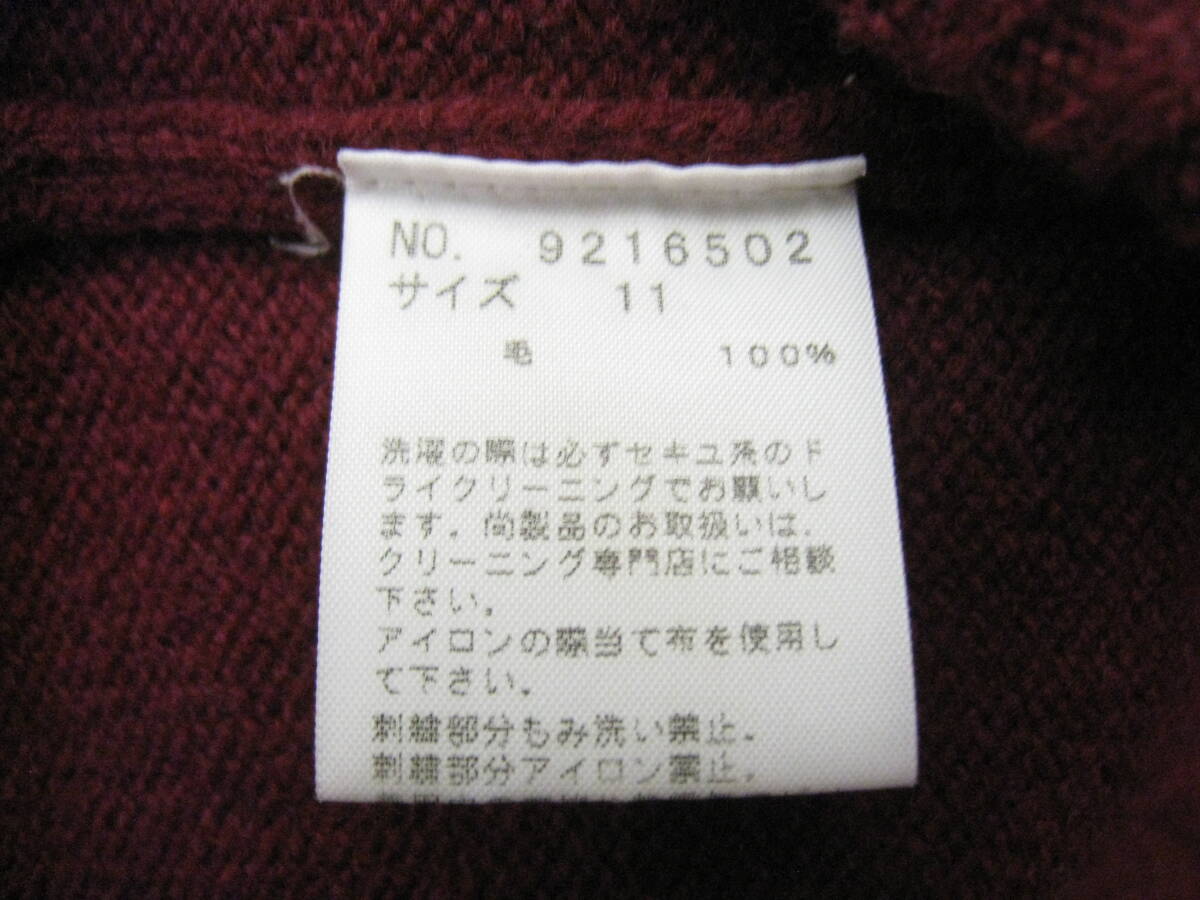 NO. 9216502
サイズ 11
毛 100%
洗濯の際は必ずセキユ系のド
ライクリーニングでお願いし
ます。尚製品のお取扱いは、
クリーニング専門店にご相談
下さい。
アイロンの際当て布を使用し
て下さい。
刺繍部分もみ洗い禁止。
刺繍部分アイロン禁止。